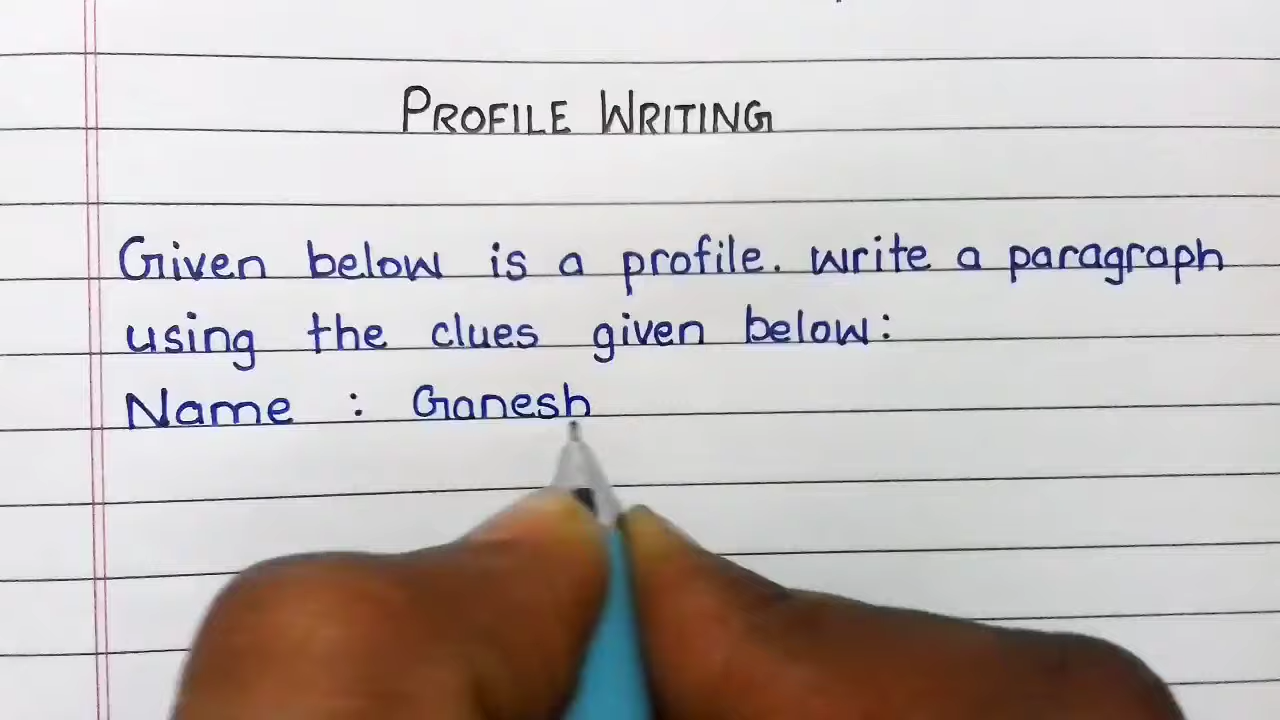 PROFILE WRITING
Given below is a profile. Write a paragraph
using the clues given below:
Name : Ganesh